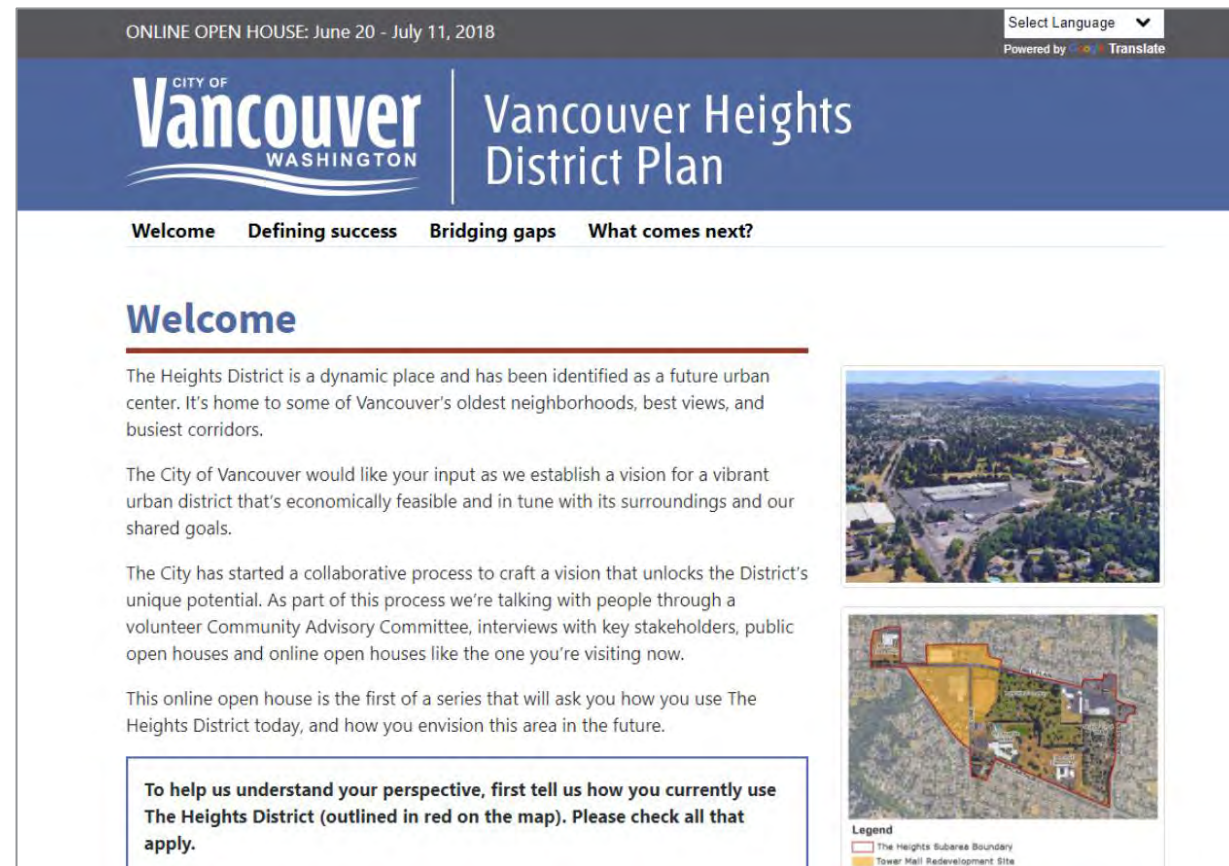 ONLINE OPEN HOUSE: June 20 - July 11, 2018
Select Language
Powered by Google Translate
CITY OF
Vancouver
WASHINGTON
Vancouver Heights
District Plan
Welcome Defining success Bridging gaps What comes next?
Welcome
The Heights District is a dynamic place and has been identified as a future urban
center. It's home to some of Vancouver's oldest neighborhoods, best views, and
busiest corridors.
The City of Vancouver would like your input as we establish a vision for a vibrant
urban district that's economically feasible and in tune with its surroundings and our
shared goals.
The City has started a collaborative process to craft a vision that unlocks the District's
unique potential. As part of this process we're talking with people through a
volunteer Community Advisory Committee, interviews with key stakeholders, public
open houses and online open houses like the one you're visiting now.
This online open house is the first of a series that will ask you how you use The
Heights District today, and how you envision this area in the future.
To help us understand your perspective, first tell us how you currently use
The Heights District (outlined in red on the map). Please check all that
apply.
Legend
The Heights Subarea Boundary
Tower Mall Redevelopment Site